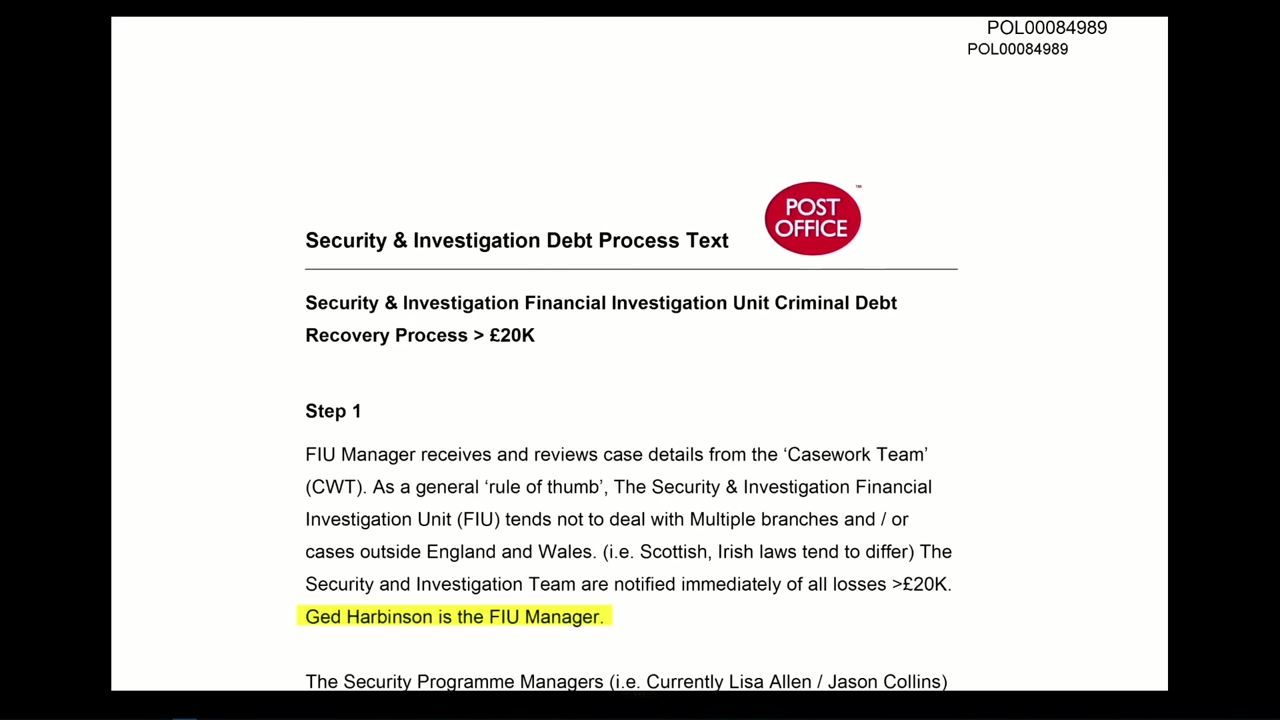 POL00084989
POL00084989
POST
OFFICE
™
Security & Investigation Debt Process Text
Security & Investigation Financial Investigation Unit Criminal Debt
Recovery Process > £20K
Step 1
FIU Manager receives and reviews case details from the ‘Casework Team’
(CWT). As a general ‘rule of thumb’, The Security & Investigation Financial
Investigation Unit (FIU) tends not to deal with Multiple branches and / or
cases outside England and Wales. (i.e. Scottish, Irish laws tend to differ) The
Security and Investigation Team are notified immediately of all losses >£20K.
Ged Harbinson is the FIU Manager.
The Security Programme Managers (i.e. Currently Lisa Allen / Jason Collins)